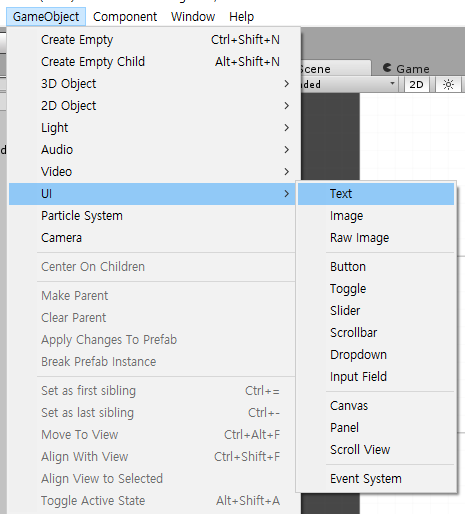 GameObject Component Window Help
Create Empty Ctrl+Shift+N
Create Empty Child Alt+Shift+N
3D Object
2D Object
Light
Audio
Video
UI
Particle System
Camera
Center On Children
Make Parent
Clear Parent
Apply Changes To Prefab
Break Prefab Instance
Set as first sibling Ctrl+=
Set as last sibling Ctrl+-
Move To View Ctrl+Alt+F
Align With View Ctrl+Shift+F
Align View to Selected
Toggle Active State Alt+Shift+A
Scene Game
ded 2D
Text
Image
Raw Image
Button
Toggle
Slider
Scrollbar
Dropdown
Input Field
Canvas
Panel
Scroll View
Event System